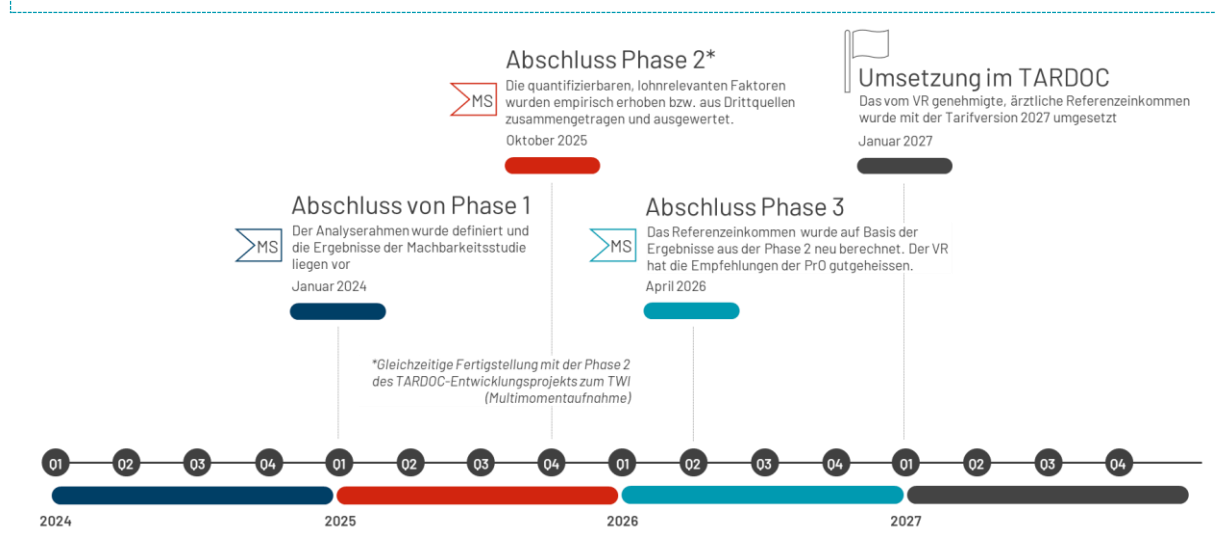 Abschluss Phase 2*
MS
Die quantifizierbaren, lohnrelevanten Faktoren
wurden empirisch erhoben bzw. aus Drittquellen
zusammengetragen und ausgewertet.
Oktober 2025
Umsetzung im TARDOC
Das vom VR genehmigte, ärztliche Referenzeinkommen
wurde mit der Tarifversion 2027 umgesetzt
Januar 2027
Abschluss von Phase 1
MS
Der Analyserahmen wurde definiert und
die Ergebnisse der Machbarkeitsstudie
liegen vor
Januar 2024
Abschluss Phase 3
MS
Das Referenzeinkommen wurde auf Basis der
Ergebnisse aus der Phase 2 neu berechnet. Der VR
hat die Empfehlungen der PrO gutgeheissen.
April 2026
*Gleichzeitige Fertigstellung mit der Phase 2
des TARDOC-Entwicklungsprojekts zum TWI
(Multimomentaufnahme)
Q1 Q2 Q3 Q4 Q1 Q2 Q3 Q4 Q1 Q2 Q3 Q4 Q1 Q2 Q3 Q4
2024 2025 2026 2027